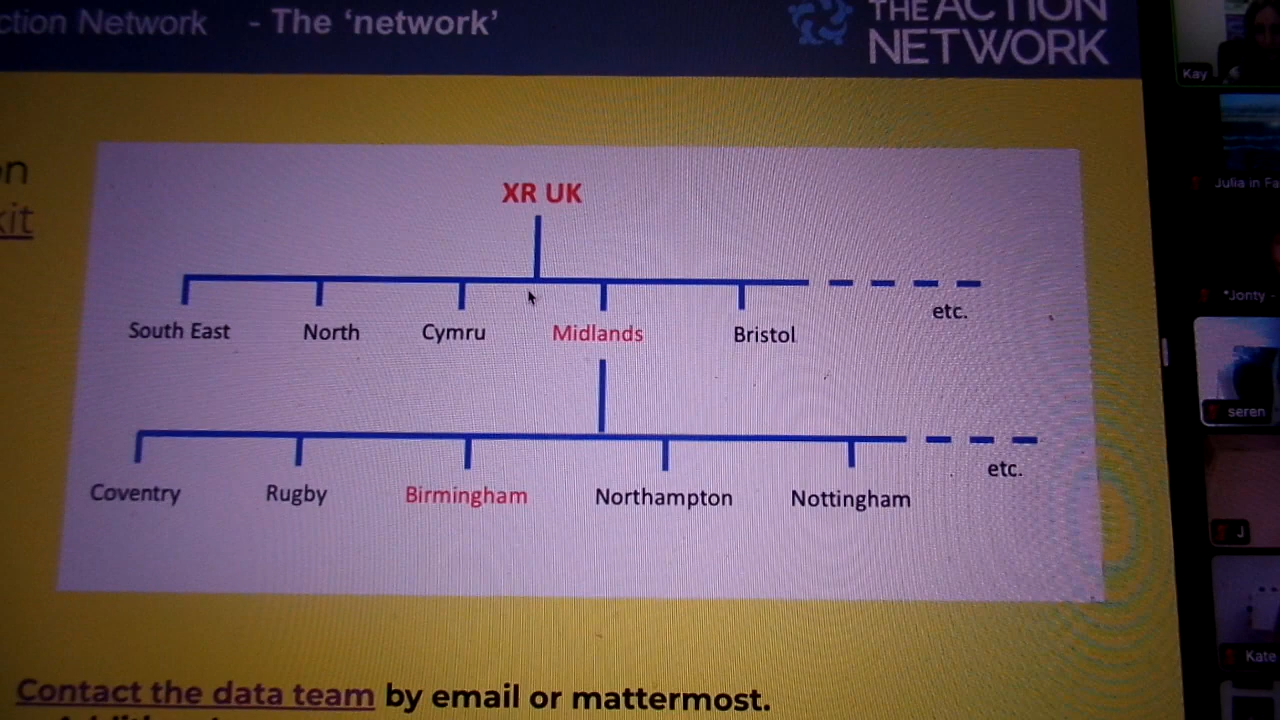 ction Network - The ‘network’
THE ACTION
NETWORK
n
kit
XR UK
South East North Cymru Midlands Bristol etc.
Coventry Rugby Birmingham Northampton Nottingham etc.
Contact the data team by email or mattermost.
Kay
Julia in Fa
*Jonty -
seren
J
Kate